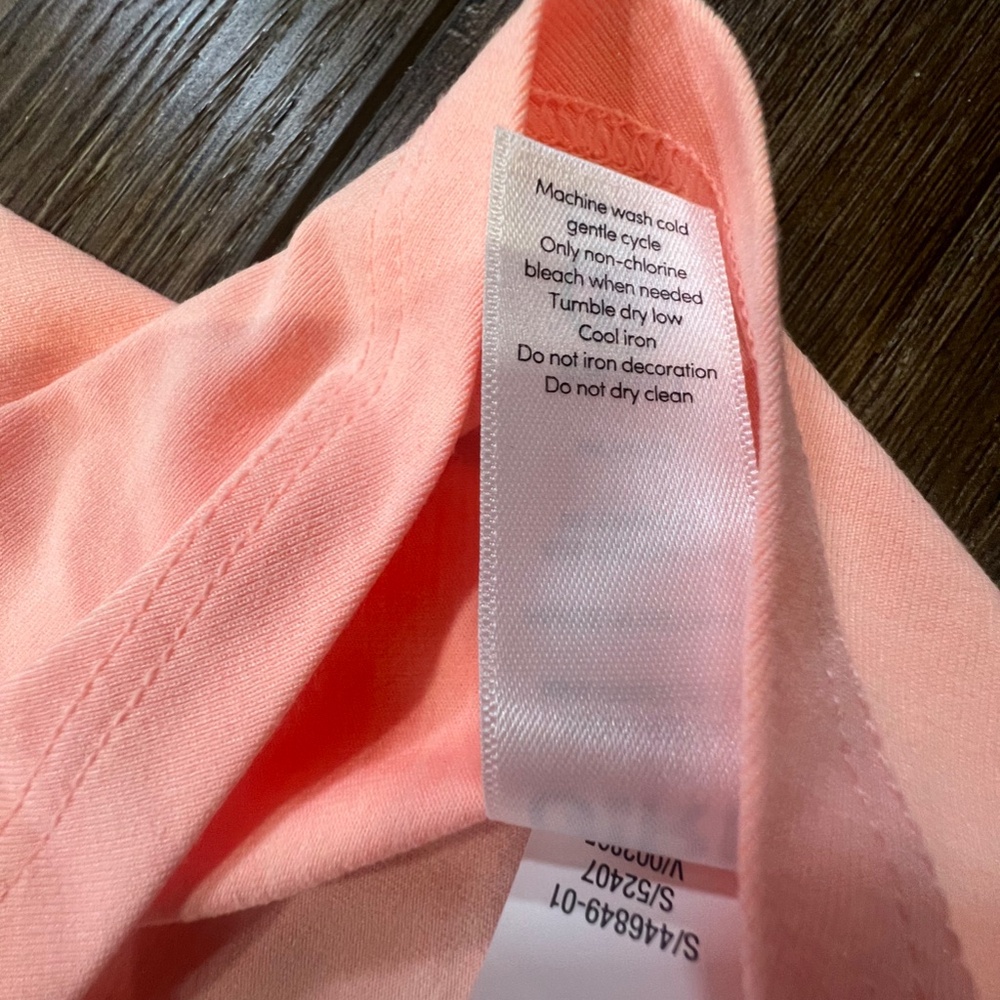 Machine wash cold
gentle cycle
Only non-chlorine
bleach when needed
Tumble dry low
Cool iron
Do not iron decoration
Do not dry clean
S/446849-01
S/52407